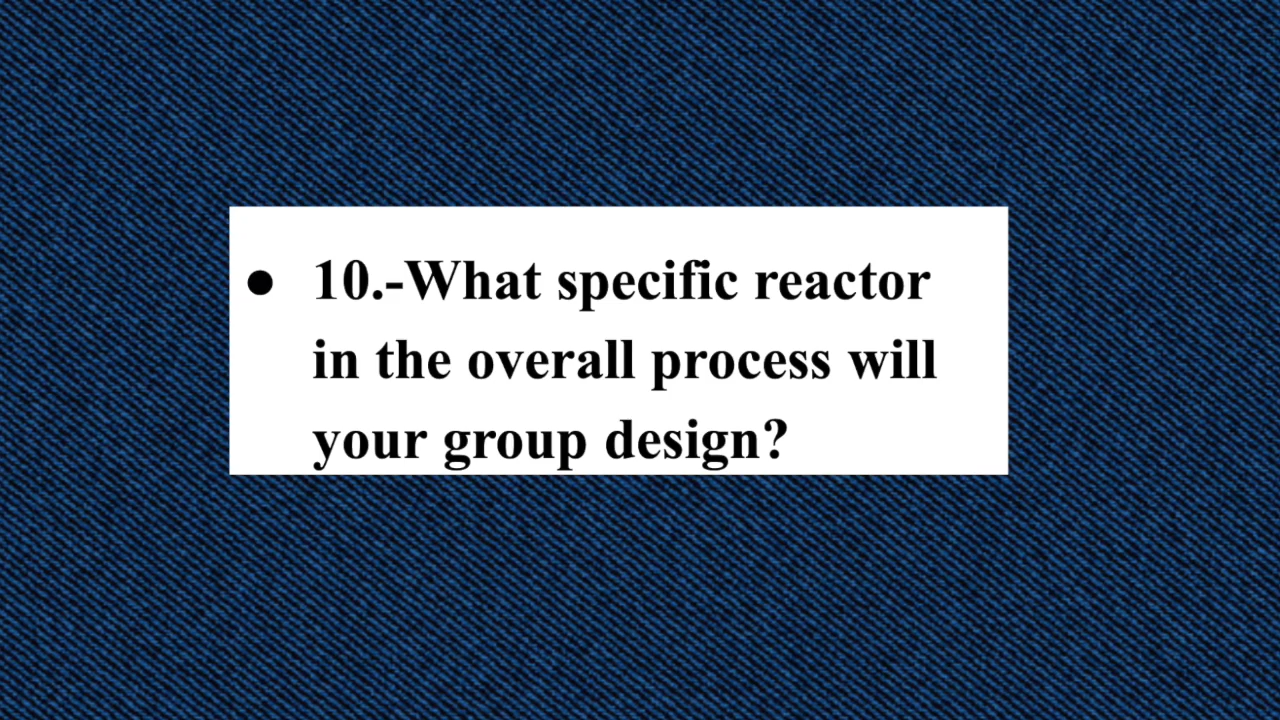 ● 10.-What specific reactor
in the overall process will
your group design?